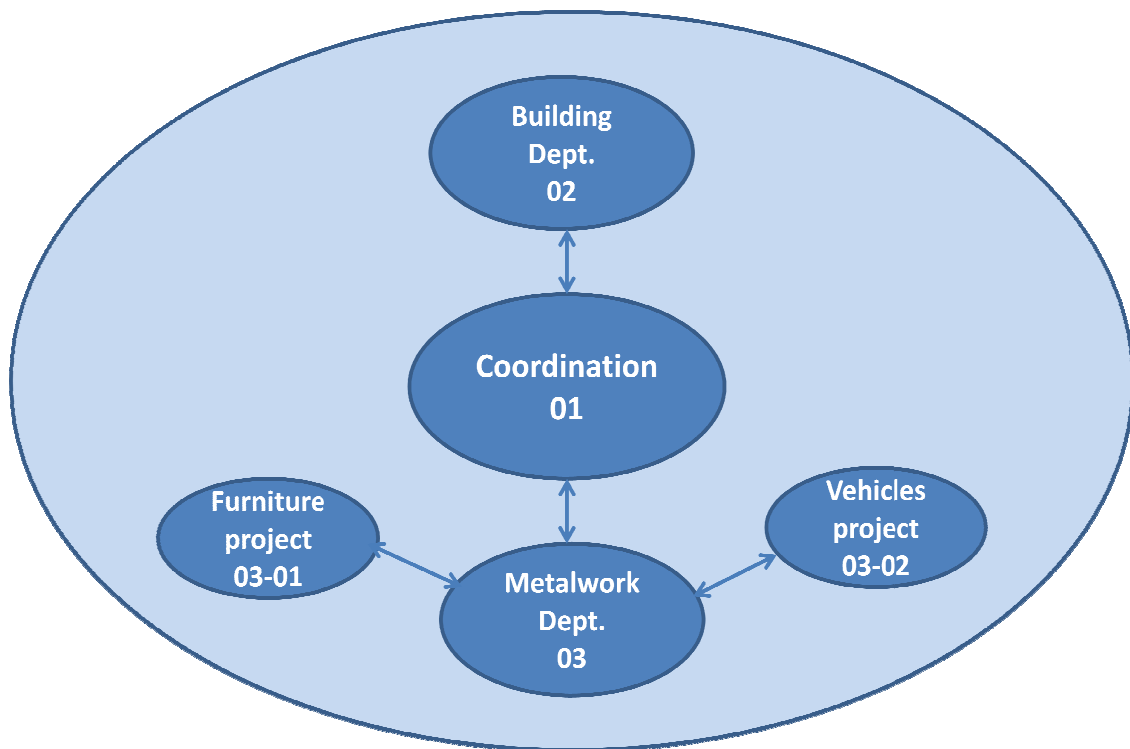 Building
Dept.
02
Coordination
01
Furniture
project
03-01
Vehicles
project
03-02
Metalwork
Dept.
03